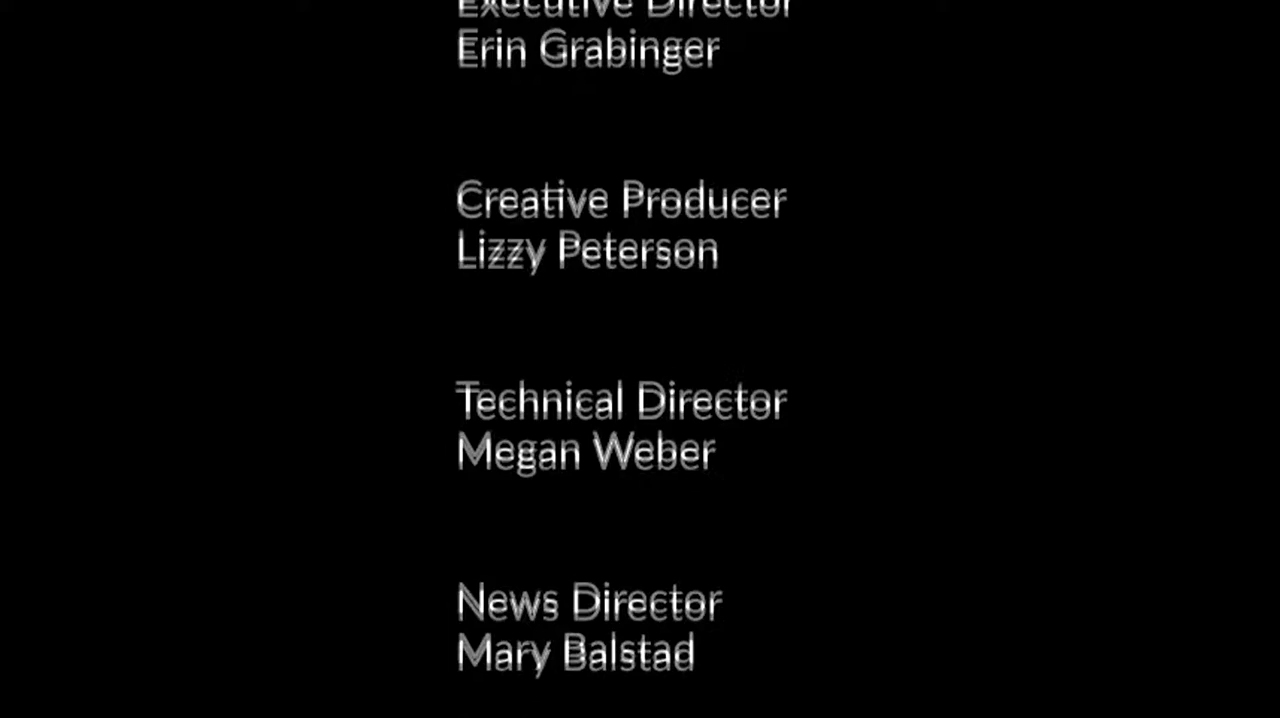 Executive Director
Erin Grabinger
Creative Producer
Lizzy Peterson
Technical Director
Megan Weber
News Director
Mary Balstad